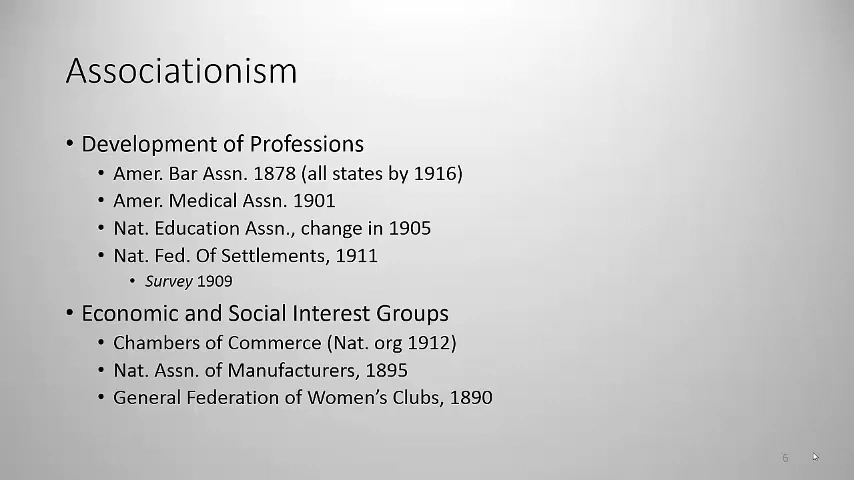 Associationism
• Development of Professions
• Amer. Bar Assn. 1878 (all states by 1916)
• Amer. Medical Assn. 1901
• Nat. Education Assn., change in 1905
• Nat. Fed. Of Settlements, 1911
• Survey 1909
• Economic and Social Interest Groups
• Chambers of Commerce (Nat. org 1912)
• Nat. Assn. of Manufacturers, 1895
• General Federation of Women’s Clubs, 1890
6